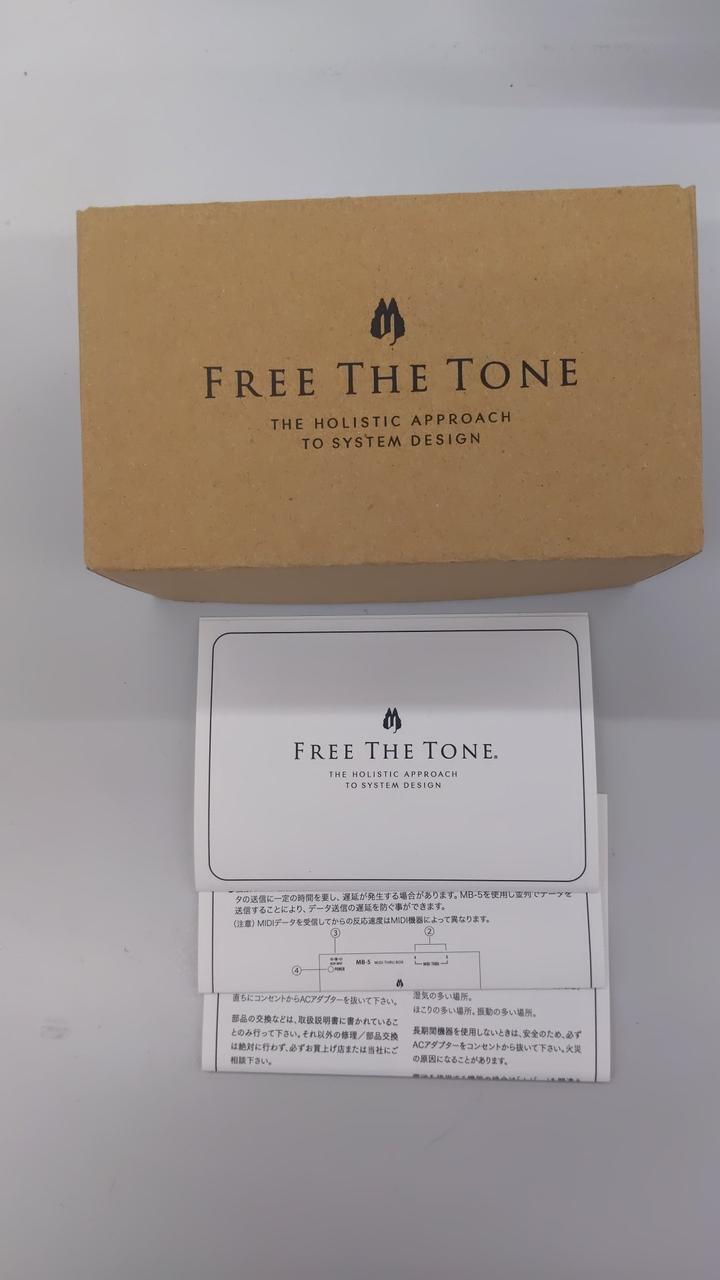 FREE THE TONE
THE HOLISTIC APPROACH
TO SYSTEM DESIGN
FREE THE TONE®
THE HOLISTIC APPROACH
TO SYSTEM DESIGN
タの送信に一定の時間を要し、遅延が発生する場合があります。MB-5を使用し並列でデータを
送信することにより、データ送信の遅延を防ぐ事ができます。
(注意) MIDIデータを受信してからの反応速度はMIDI機器によって異なります。
③ ②
MB-5 MIDI THRU BOX MIDI THRU
④ POWER
直ちにコンセントからACアダプターを抜いて下さい。
部品の交換などは、取扱説明書に書かれているこ
とのみ行って下さい。それ以外の修理／部品交換
は絶対に行わず、必ずお買上げ店または当社にご
相談下さい。
湿気の多い場所。
ほこりの多い場所。振動の多い場所。
長期間機器を使用しないときは、安全のため、必ず
ACアダプターをコンセントから抜いて下さい。火災
の原因になることがあります。